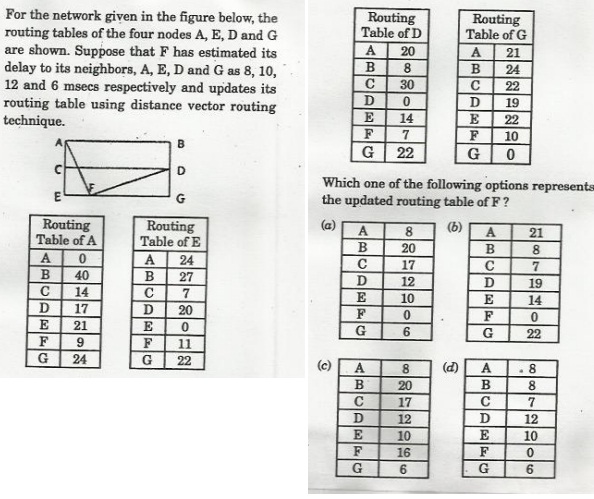 For the network given in the figure below, the
routing tables of the four nodes A, E, D and G
are shown. Suppose that F has estimated its
delay to its neighbors, A, E, D and G as 8, 10,
12 and 6 msecs respectively and updates its
routing table using distance vector routing
technique.
A B
C D
E F G
Routing
Table of A
A 0
B 40
C 14
D 17
E 21
F 9
G 24
Routing
Table of E
A 24
B 27
C 7
D 20
E 0
F 11
G 22
Routing
Table of D
A 20
B 8
C 30
D 0
E 14
F 7
G 22
Routing
Table of G
A 21
B 24
C 22
D 19
E 22
F 10
G 0
Which one of the following options represents
the updated routing table of F ?
(a)
A 8
B 20
C 17
D 12
E 10
F 0
G 6
(b)
A 21
B 8
C 7
D 19
E 14
F 0
G 22
(c)
A 8
B 20
C 17
D 12
E 10
F 16
G 6
(d)
A 8
B 8
C 7
D 12
E 10
F 0
G 6